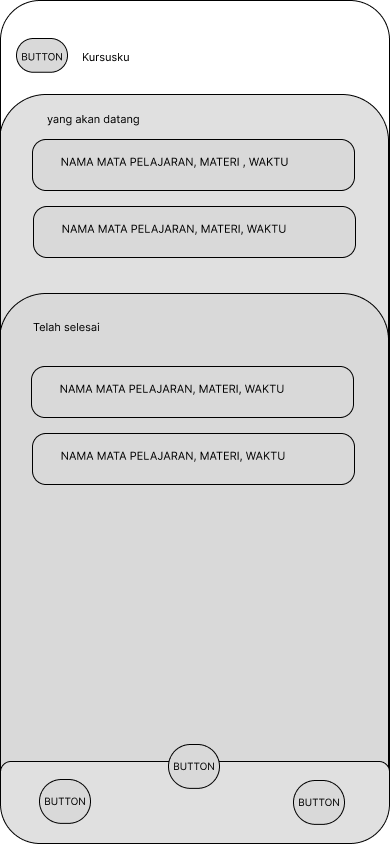 BUTTON
Kursusku
yang akan datang
NAMA MATA PELAJARAN, MATERI , WAKTU
NAMA MATA PELAJARAN, MATERI, WAKTU
Telah selesai
NAMA MATA PELAJARAN, MATERI, WAKTU
NAMA MATA PELAJARAN, MATERI, WAKTU
BUTTON
BUTTON
BUTTON